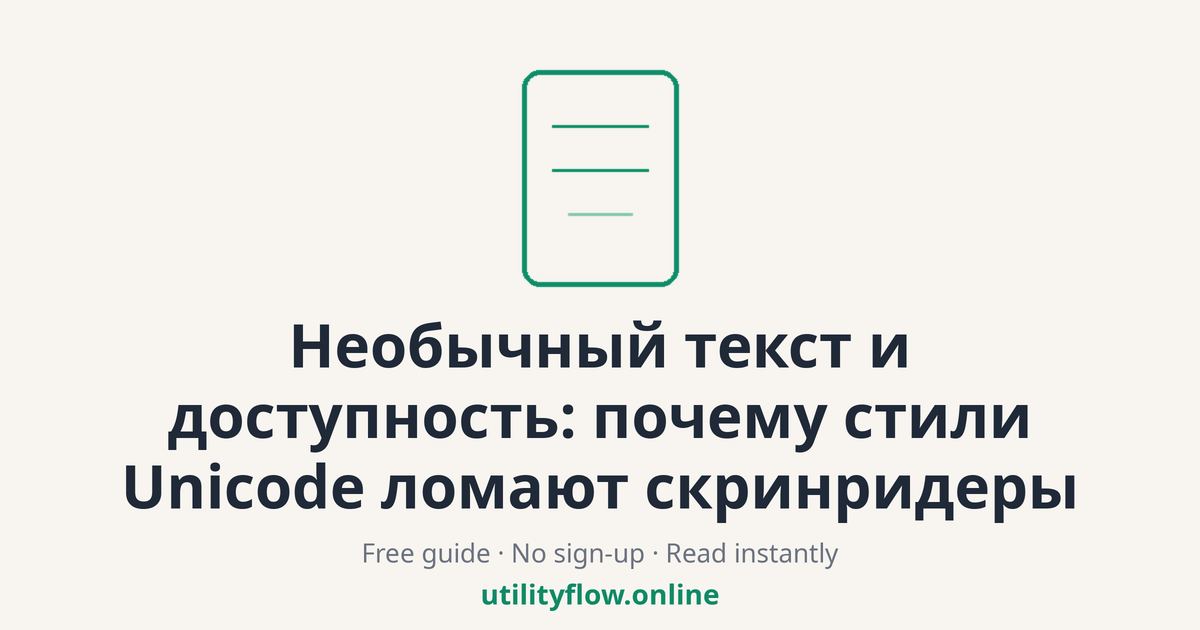 Необычный текст и
доступность: почему стили
Unicode ломают скринридеры
Free guide · No sign-up · Read instantly
utilityflow.online